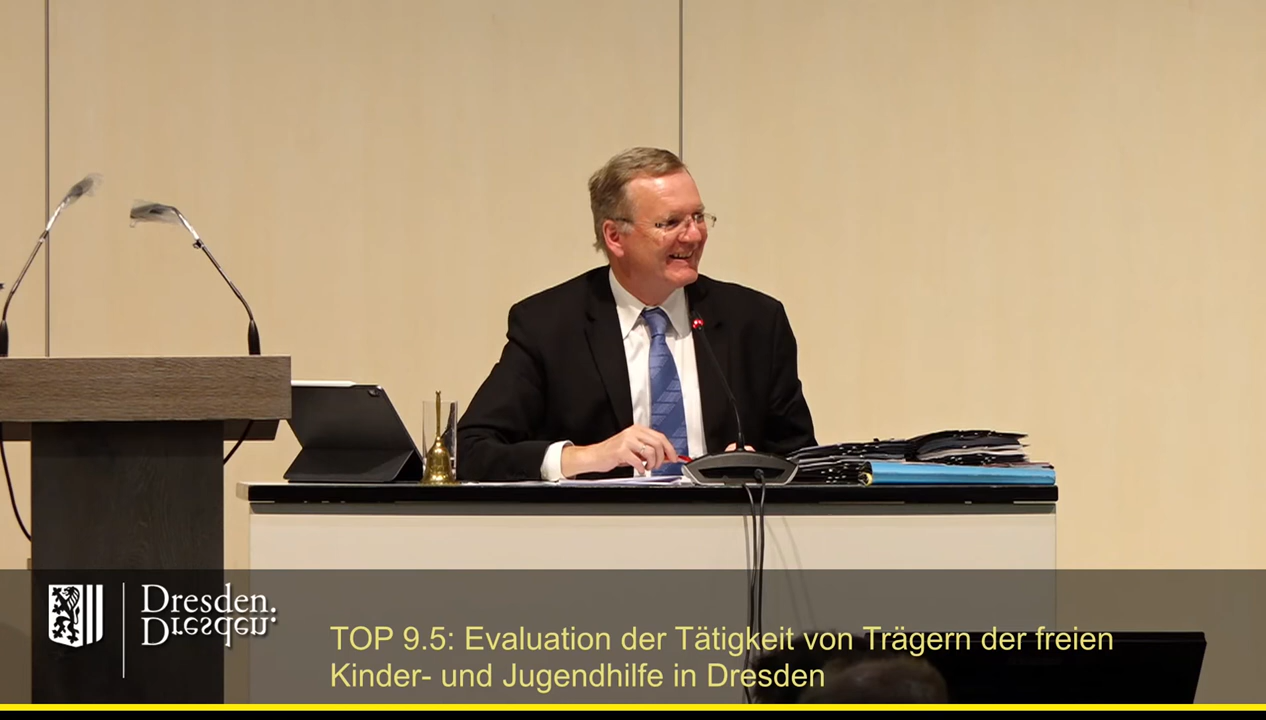 Dresden.
Dresden.
TOP 9.5: Evaluation der Tätigkeit von Trägern der freien
Kinder- und Jugendhilfe in Dresden